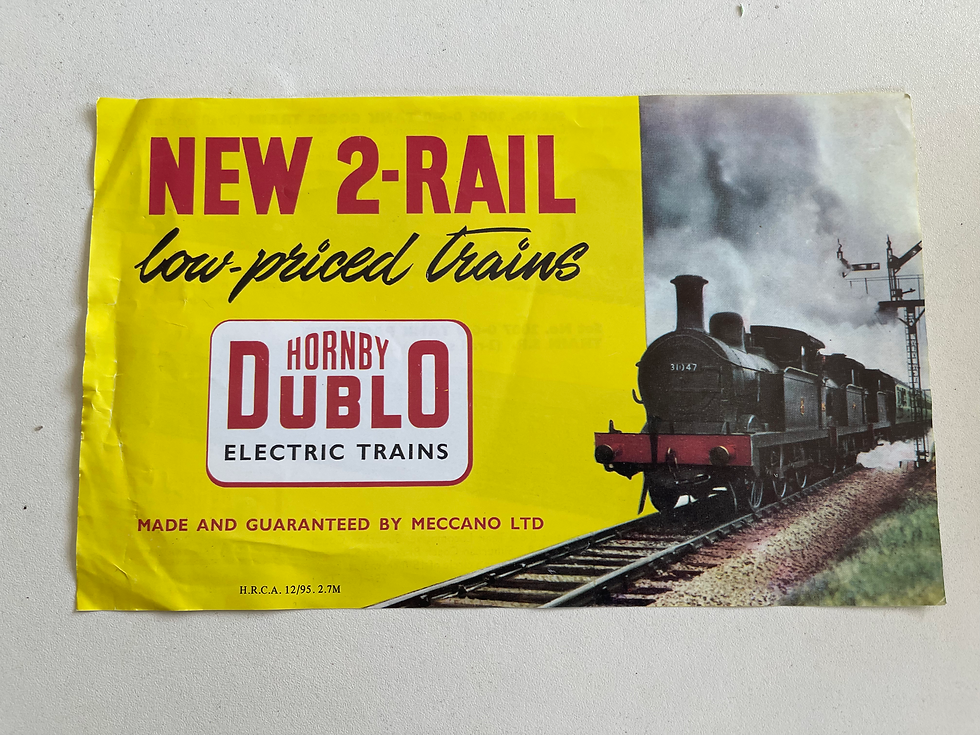 NEW 2-RAIL
low-priced trains
HORNBY
DUBLO
ELECTRIC TRAINS
MADE AND GUARANTEED BY MECCANO LTD
H.R.C.A. 12/95. 2.7M
31047